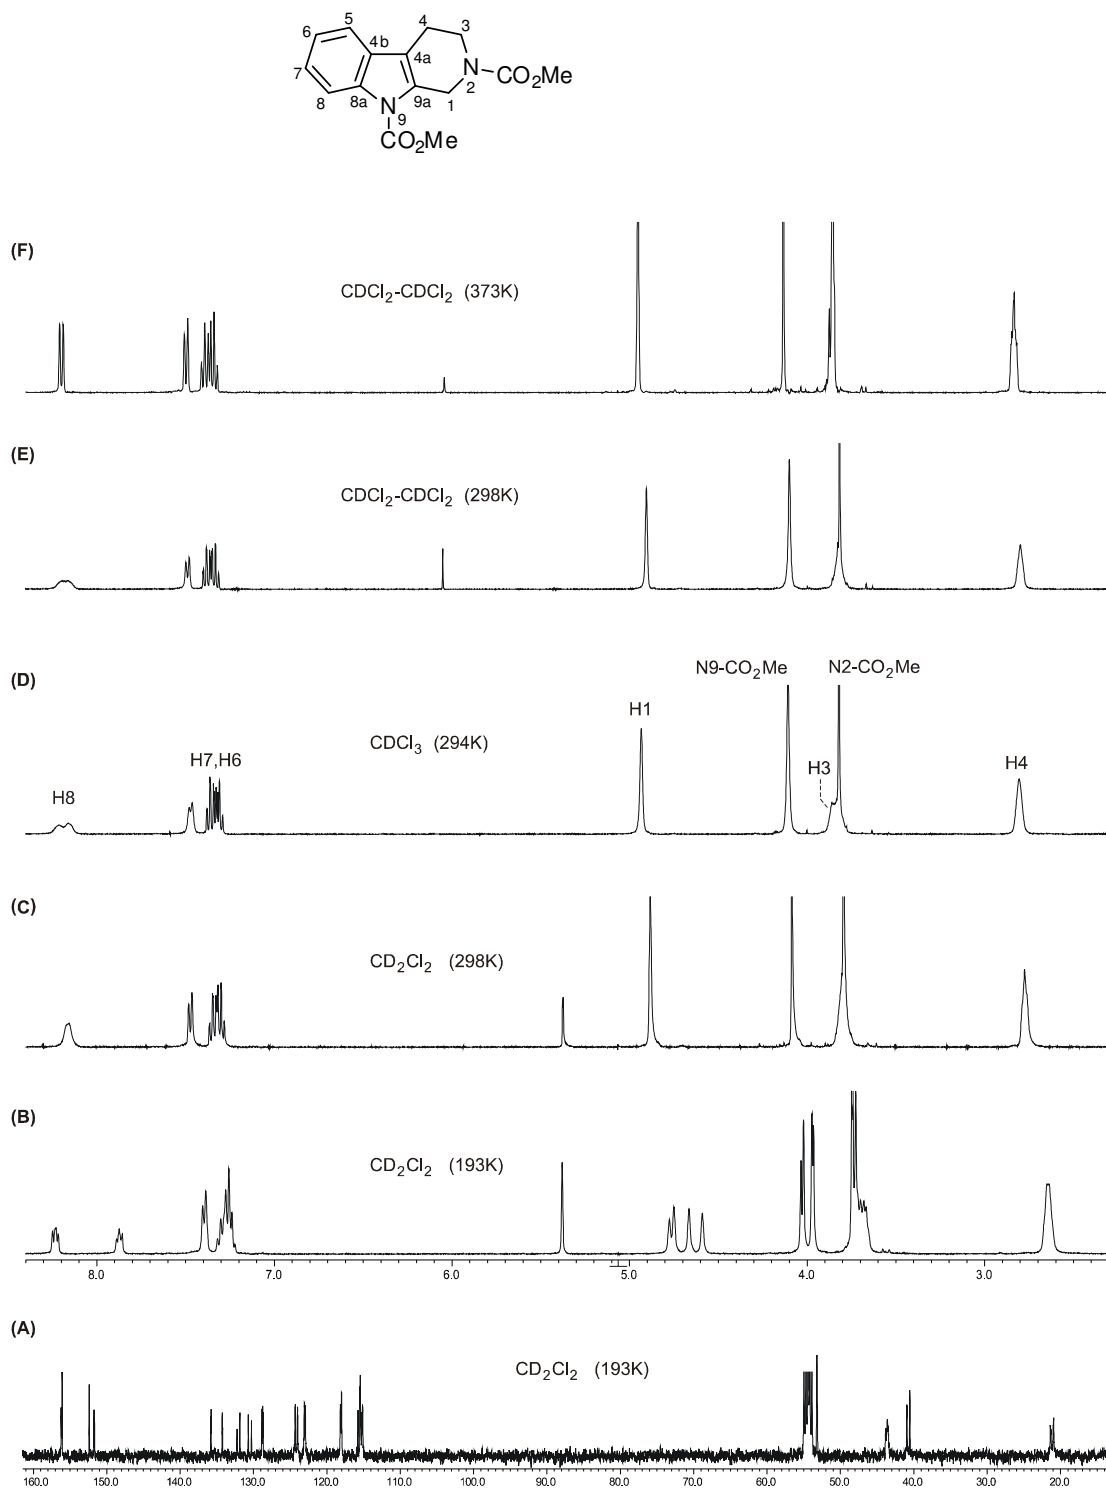 5
4
6
3
4b
4a
N
2
CO2Me
7
8a
9a
1
8
N
9
CO2Me
(F)
CDCl2-CDCl2 (373K)
(E)
CDCl2-CDCl2 (298K)
(D)
N9-CO2Me
N2-CO2Me
H1
CDCl3 (294K)
H7,H6
H3
H4
H8
(C)
CD2Cl2 (298K)
(B)
CD2Cl2 (193K)
8.0 7.0 6.0 5.0 4.0 3.0
(A)
CD2Cl2 (193K)
160.0 150.0 140.0 130.0 120.0 110.0 100.0 90.0 80.0 70.0 60.0 50.0 40.0 30.0 20.0